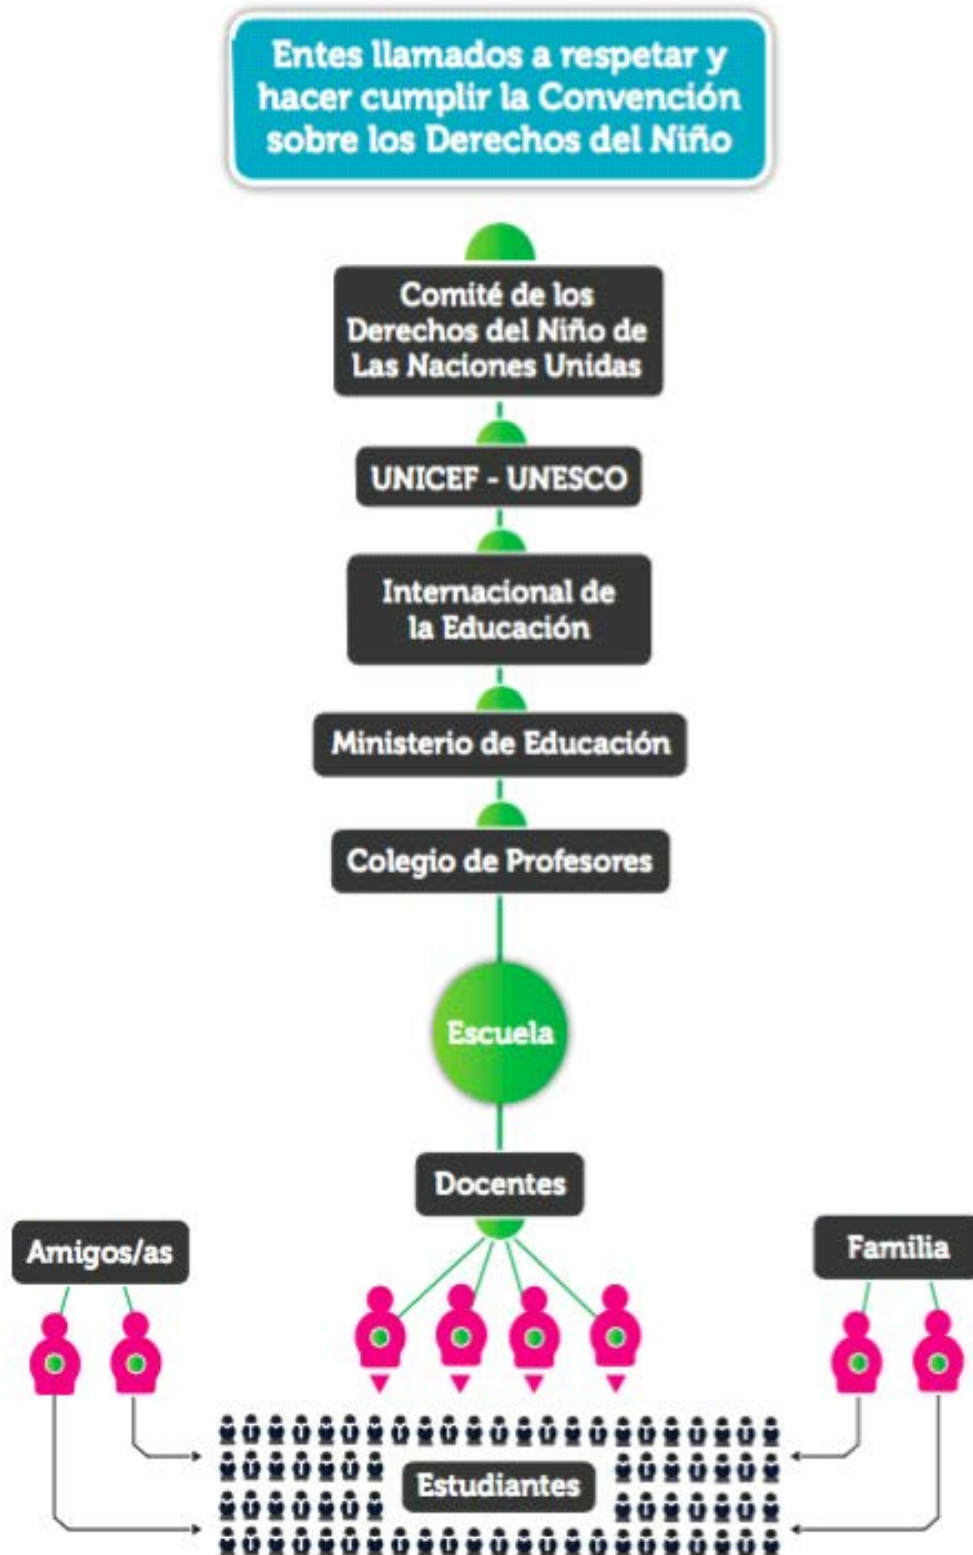 Entes llamados a respetar y
hacer cumplir la Convención
sobre los Derechos del Niño
Comité de los
Derechos del Niño de
Las Naciones Unidas
UNICEF - UNESCO
Internacional de
la Educación
Ministerio de Educación
Colegio de Profesores
Escuela
Docentes
Amigos/as
Familia
Estudiantes